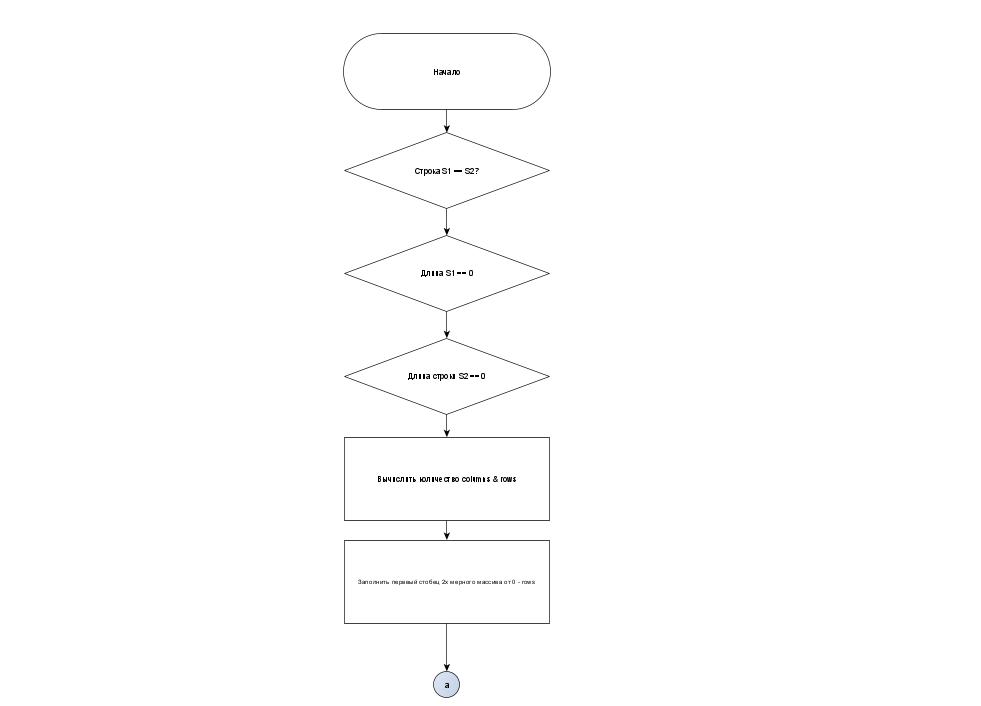 Начало
Строка S1 == S2?
Длина S1 == 0
Длина строки S2 == 0
Вычислить количество columns & rows
Заполнить первый стобец 2х мерного массива от 0 - rows
a